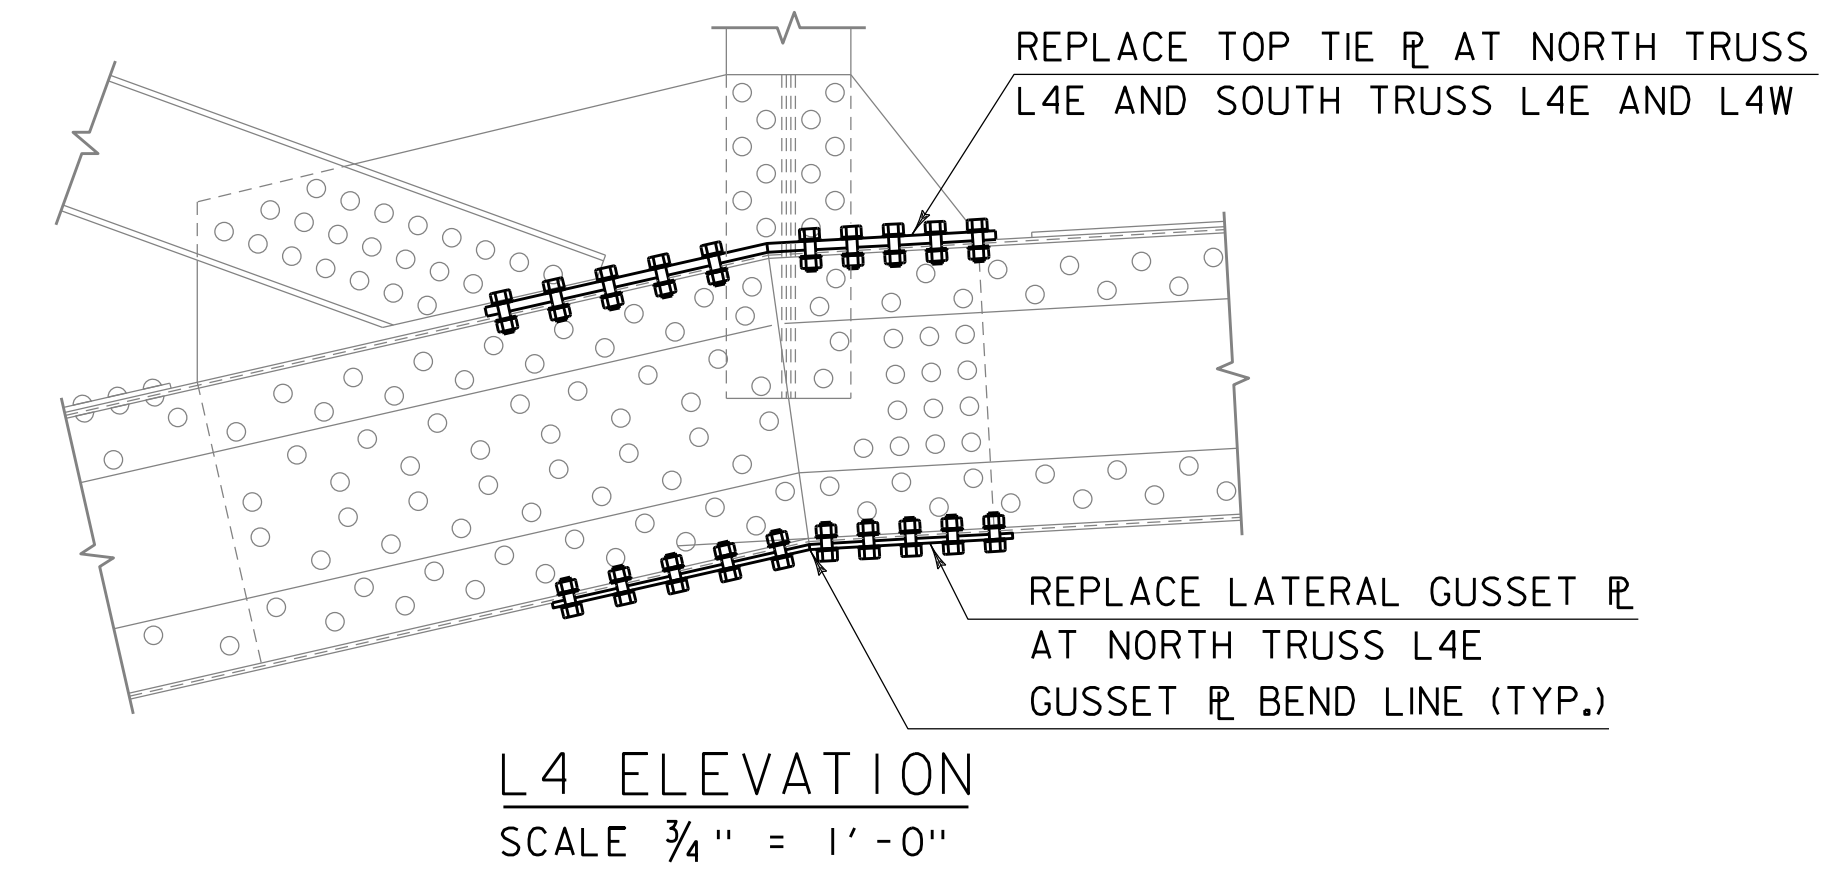 REPLACE TOP TIE ⅊ AT NORTH TRUSS
L4E AND SOUTH TRUSS L4E AND L4W
REPLACE LATERAL GUSSET ⅊
AT NORTH TRUSS L4E
GUSSET ⅊ BEND LINE (TYP.)
L4 ELEVATION
SCALE 3/4" = 1'-0"